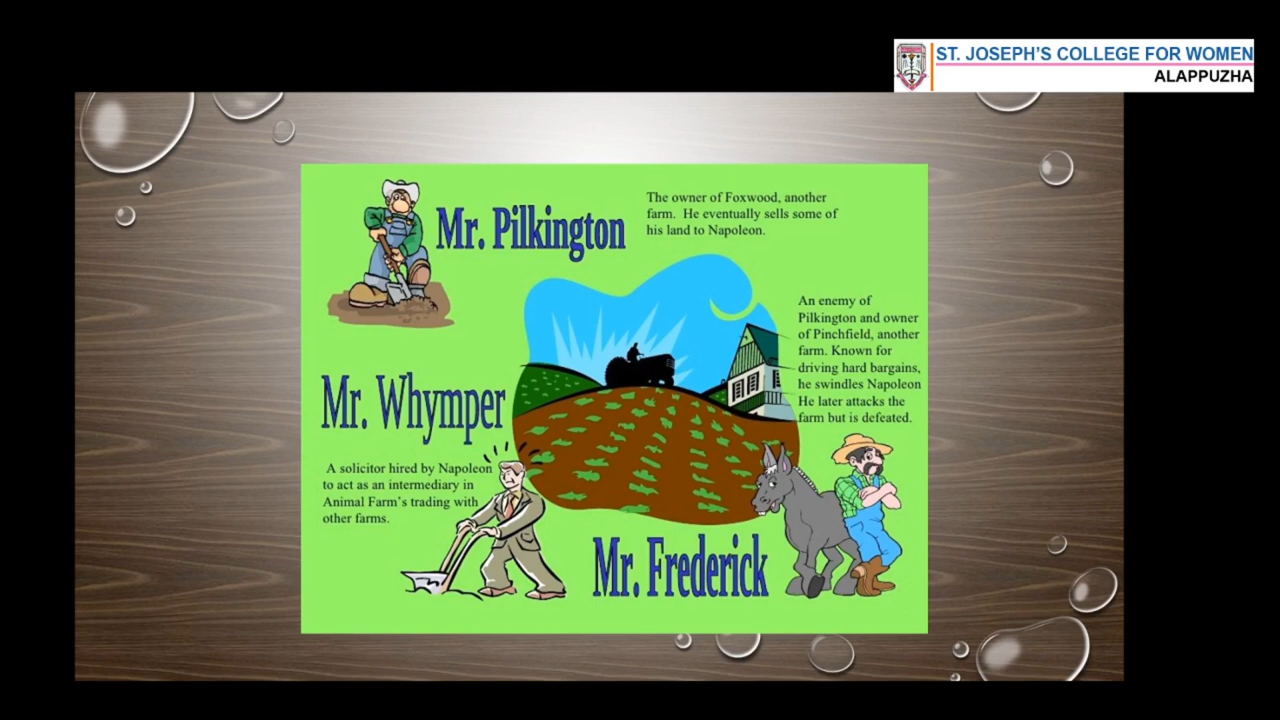 ST. JOSEPH'S COLLEGE FOR WOMEN
ALAPPUZHA
Mr. Pilkington
The owner of Foxwood, another
farm. He eventually sells some of
his land to Napoleon.
An enemy of
Pilkington and owner
of Pinchfield, another
farm. Known for
driving hard bargains,
he swindles Napoleon
He later attacks the
farm but is defeated.
Mr. Whymper
A solicitor hired by Napoleon
to act as an intermediary in
Animal Farm's trading with
other farms.
Mr. Frederick